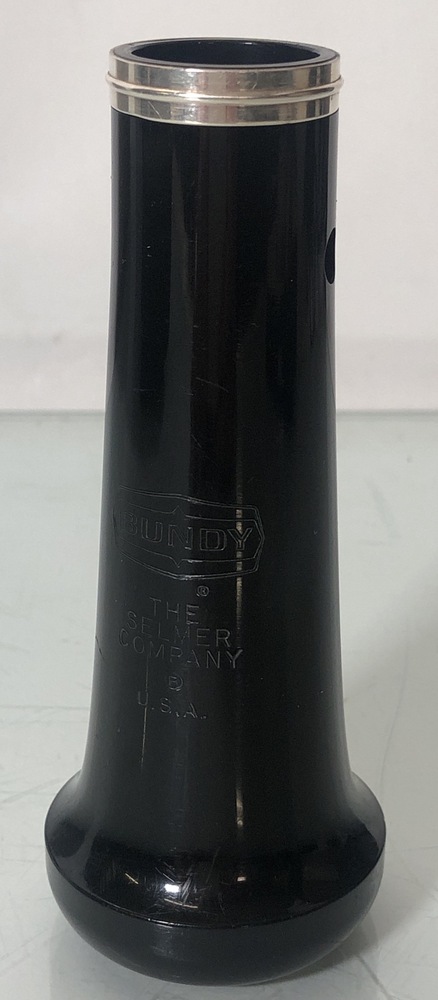 BUNDY
®
THE
SELMER
COMPANY
®
U.S.A.